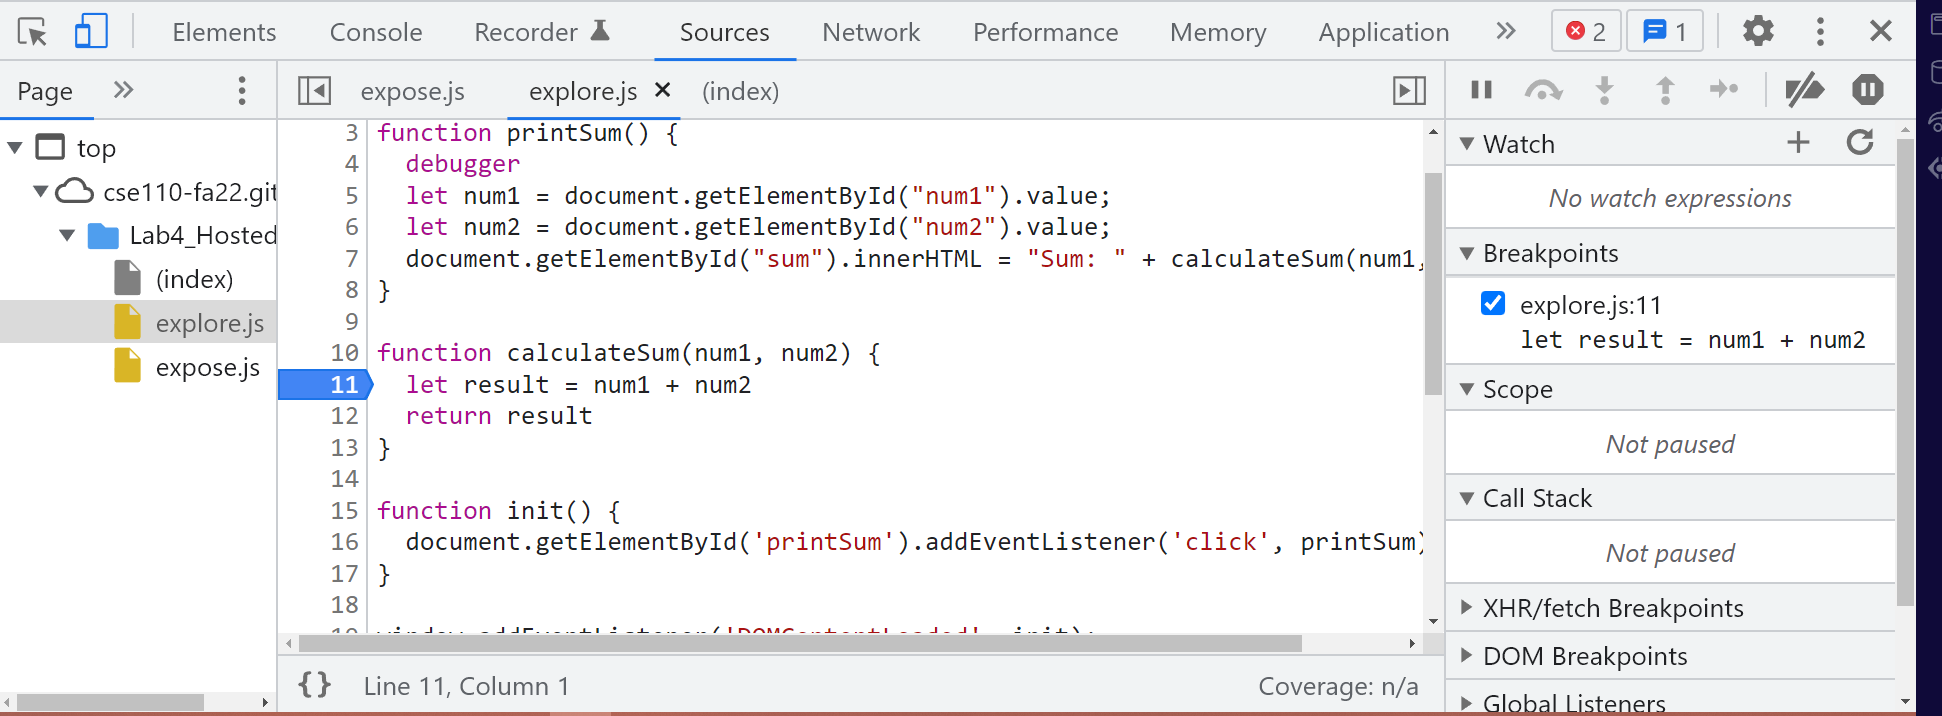 Elements Console Recorder Sources Network Performance Memory Application 2 1
Page expose.js explore.js (index)
top
cse110-fa22.git
Lab4_Hosted
(index)
explore.js
expose.js
3 function printSum() {
4 debugger
5 let num1 = document.getElementById("num1").value;
6 let num2 = document.getElementById("num2").value;
7 document.getElementById("sum").innerHTML = "Sum: " + calculateSum(num1,
8 }
9
10 function calculateSum(num1, num2) {
11 let result = num1 + num2
12 return result
13 }
14
15 function init() {
16 document.getElementById('printSum').addEventListener('click', printSum)
17 }
18
{} Line 11, Column 1 Coverage: n/a
Watch
No watch expressions
Breakpoints
explore.js:11
let result = num1 + num2
Scope
Not paused
Call Stack
Not paused
XHR/fetch Breakpoints
DOM Breakpoints
Global Listeners